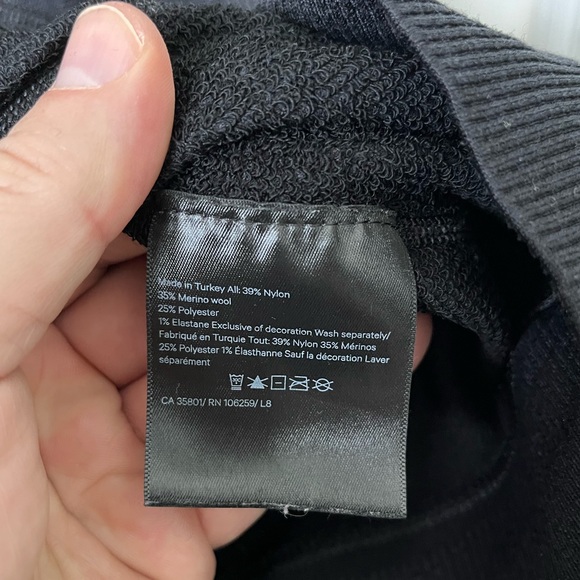 Made in Turkey All: 39% Nylon
35% Merino wool
25% Polyester
1% Elastane Exclusive of decoration Wash separately/
Fabriqué en Turquie Tout: 39% Nylon 35% Mérinos
25% Polyester 1% Élasthanne Sauf la décoration Laver
séparément
CA 35801/ RN 106259/ L8